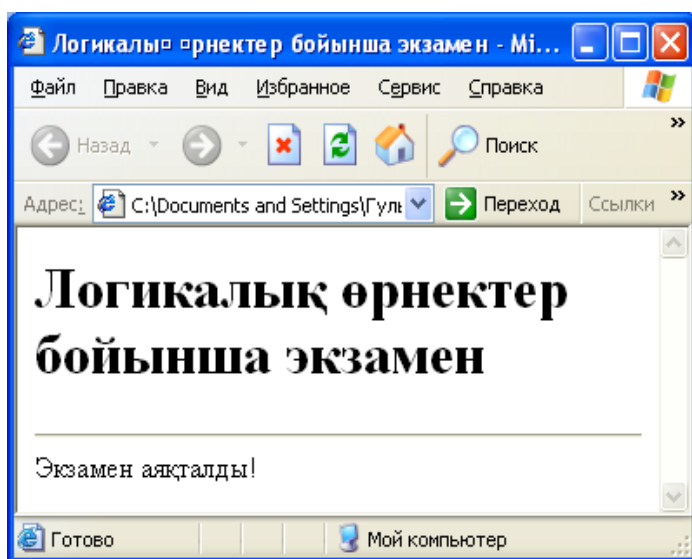 Логикалы¤ ¤рнектер бойынша экзамен - Mi...
Файл Правка Вид Избранное Сервис Справка
Назад Поиск »
Адрес: C:\Documents and Settings\Гуль Переход Ссылки »
Логикалық өрнектер
бойынша экзамен
Экзамен аяқталды!
Готово Мой компьютер